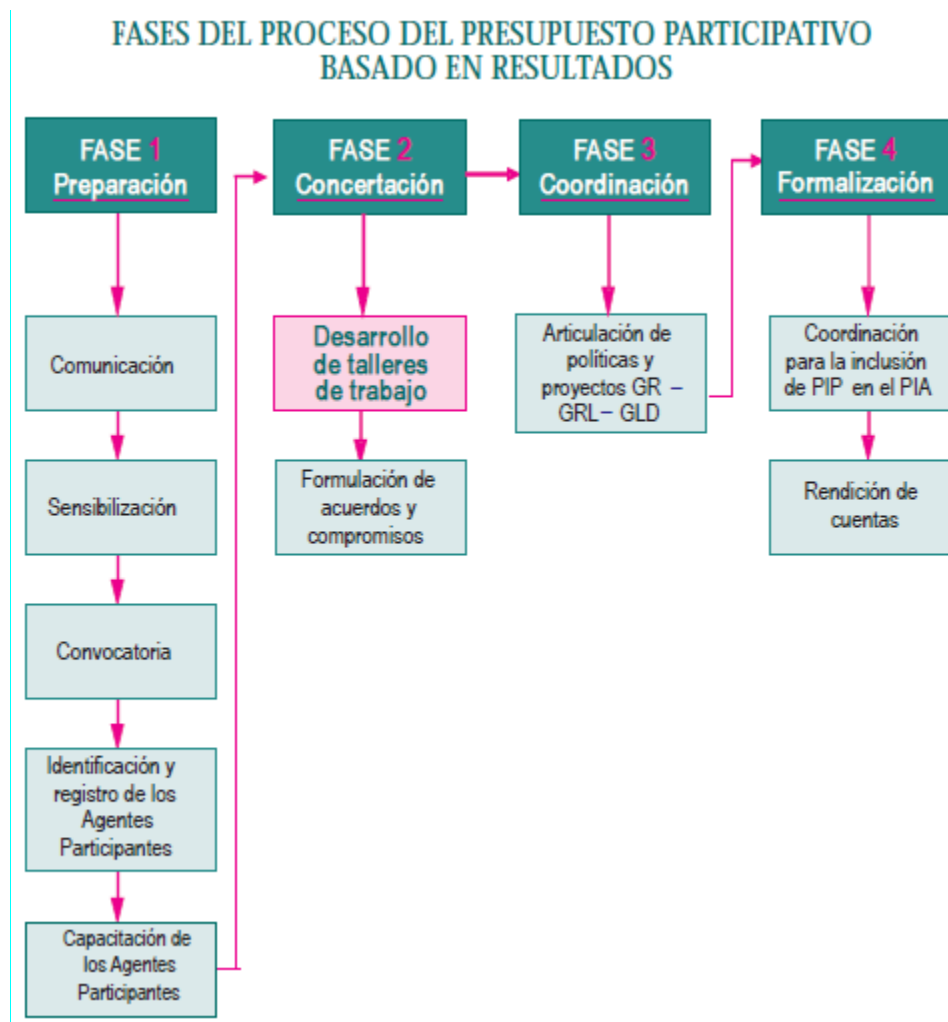 FASES DEL PROCESO DEL PRESUPUESTO PARTICIPATIVO
BASADO EN RESULTADOS
FASE 1
Preparación
Comunicación
Sensibilización
Convocatoria
Identificación y
registro de los
Agentes
Participantes
Capacitación de
los Agentes
Participantes
FASE 2
Concertación
Desarrollo
de talleres
de trabajo
Formulación de
acuerdos y
compromisos
FASE 3
Coordinación
Articulación de
políticas y
proyectos GR –
GRL– GLD
FASE 4
Formalización
Coordinación
para la inclusión
de PIP en el PIA
Rendición de
cuentas